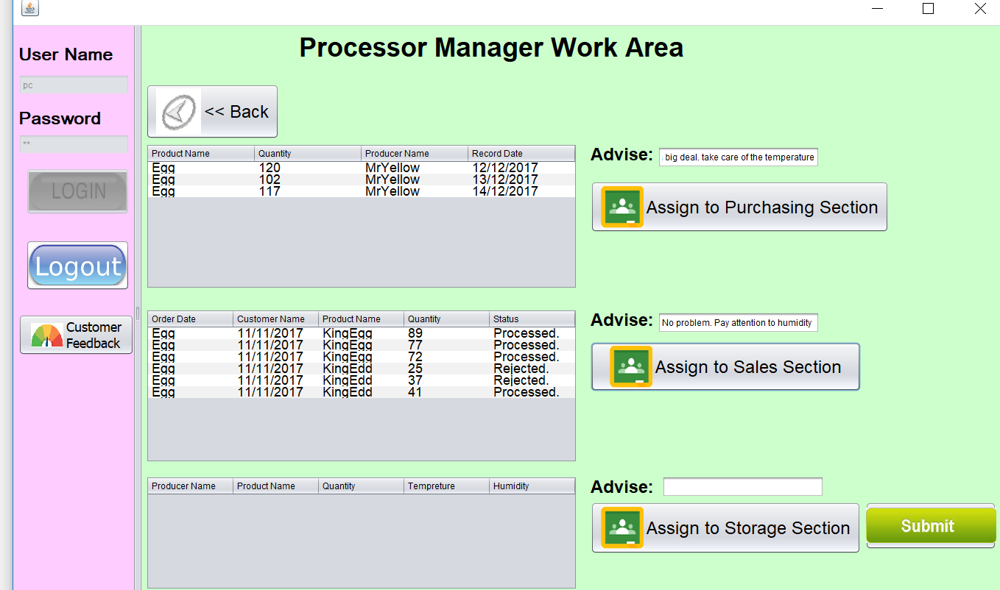 Processor Manager Work Area
User Name
pc
Password
**
LOGIN
Logout
Customer
Feedback
<< Back
Product Name Quantity Producer Name Record Date
Egg 120 MrYellow 12/12/2017
Egg 102 MrYellow 13/12/2017
Egg 117 MrYellow 14/12/2017
Advise: big deal. take care of the temperature
Assign to Purchasing Section
Order Date Customer Name Product Name Quantity Status
Egg 11/11/2017 KingEgg 89 Processed.
Egg 11/11/2017 KingEgg 77 Processed.
Egg 11/11/2017 KingEgg 72 Processed.
Egg 11/11/2017 KingEdd 25 Rejected.
Egg 11/11/2017 KingEdd 37 Rejected.
Egg 11/11/2017 KingEdd 41 Processed.
Advise: No problem. Pay attention to humidity
Assign to Sales Section
Producer Name Product Name Quantity Tempreture Humidity
Advise:
Assign to Storage Section
Submit